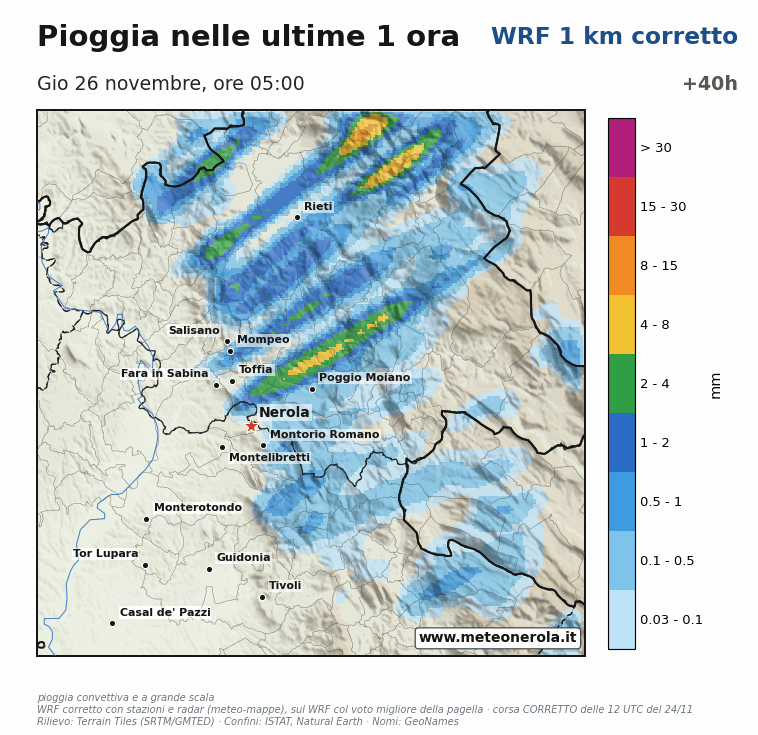 Pioggia nelle ultime 1 ora
WRF 1 km corretto
Gio 26 novembre, ore 05:00
+40h
Rieti
Salisano
Mompeo
Fara in Sabina
Toffia
Poggio Moiano
Nerola
Montorio Romano
Montelibretti
Monterotondo
Tor Lupara
Guidonia
Tivoli
Casal de' Pazzi
www.meteonerola.it
> 30
15 - 30
8 - 15
4 - 8
2 - 4
1 - 2
0.5 - 1
0.1 - 0.5
0.03 - 0.1
mm
pioggia convettiva e a grande scala
WRF corretto con stazioni e radar (meteo-mappe), sul WRF col voto migliore della pagella · corsa CORRETTO delle 12 UTC del 24/11
Rilievo: Terrain Tiles (SRTM/GMTED) · Confini: ISTAT, Natural Earth · Nomi: GeoNames